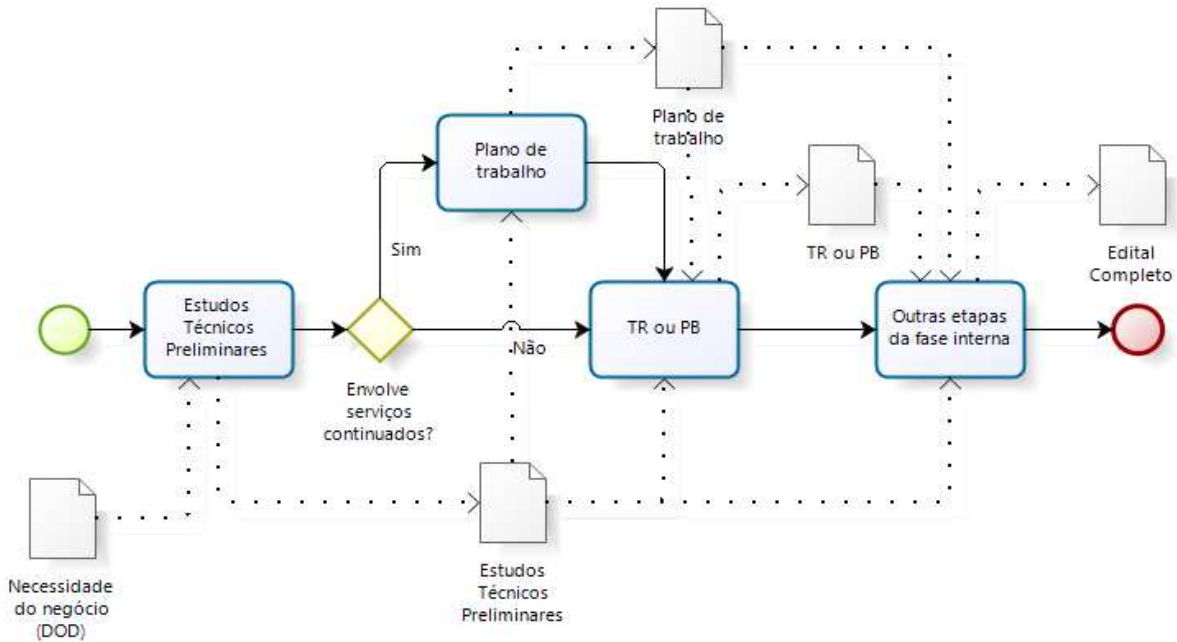 Plano de
trabalho
Plano de
trabalho
Sim
TR ou PB
Edital
Completo
Estudos
Técnicos
Preliminares
Não
TR ou PB
Outras etapas
da fase interna
Envolve
serviços
continuados?
Necessidade
do negócio
(DOD)
Estudos
Técnicos
Preliminares